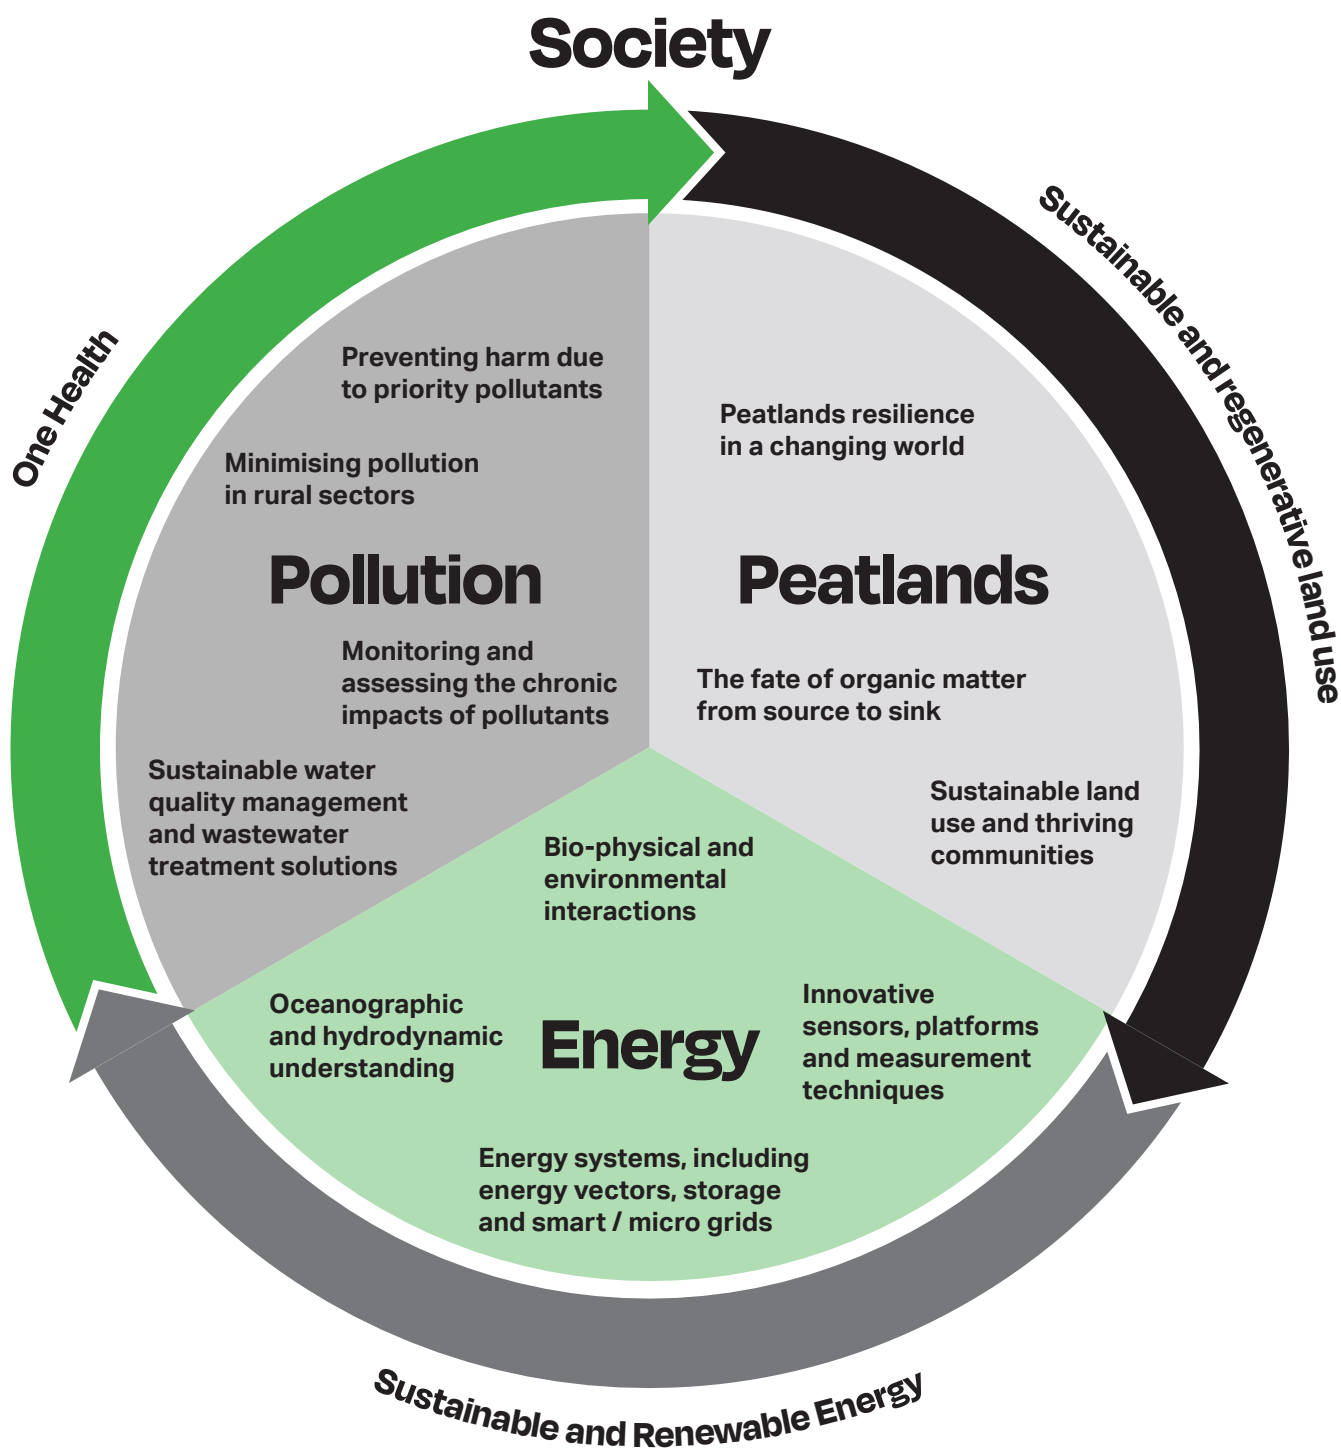 Society
One Health
Sustainable and regenerative land use
Preventing harm due
to priority pollutants
Minimising pollution
in rural sectors
Pollution
Monitoring and
assessing the chronic
impacts of pollutants
Sustainable water
quality management
and wastewater
treatment solutions
Peatlands resilience
in a changing world
Peatlands
The fate of organic matter
from source to sink
Sustainable land
use and thriving
communities
Bio-physical and
environmental
interactions
Oceanographic
and hydrodynamic
understanding
Energy
Innovative
sensors, platforms
and measurement
techniques
Energy systems, including
energy vectors, storage
and smart / micro grids
Sustainable and Renewable Energy